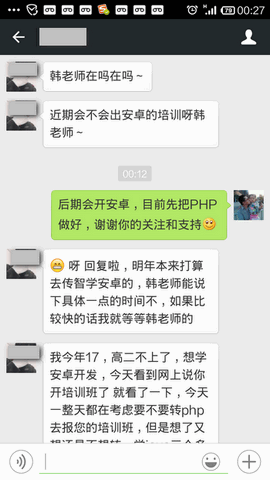 00:27
韩老师在吗在吗~
近期会不会出安卓的培训呀韩
老师~
00:12
后期会开安卓，目前先把PHP
做好，谢谢你的关注和支持
呀 回复啦，明年本来打算
去传智学安卓的，韩老师能说
下具体一点的时间不，如果比
较快的话我就等等韩老师的
我今年17，高二不上了，想学
安卓开发，今天看到网上说你
开培训班了 就看了一下，今天
一整天都在考虑要不要转php
去报您的培训班，但是想了又